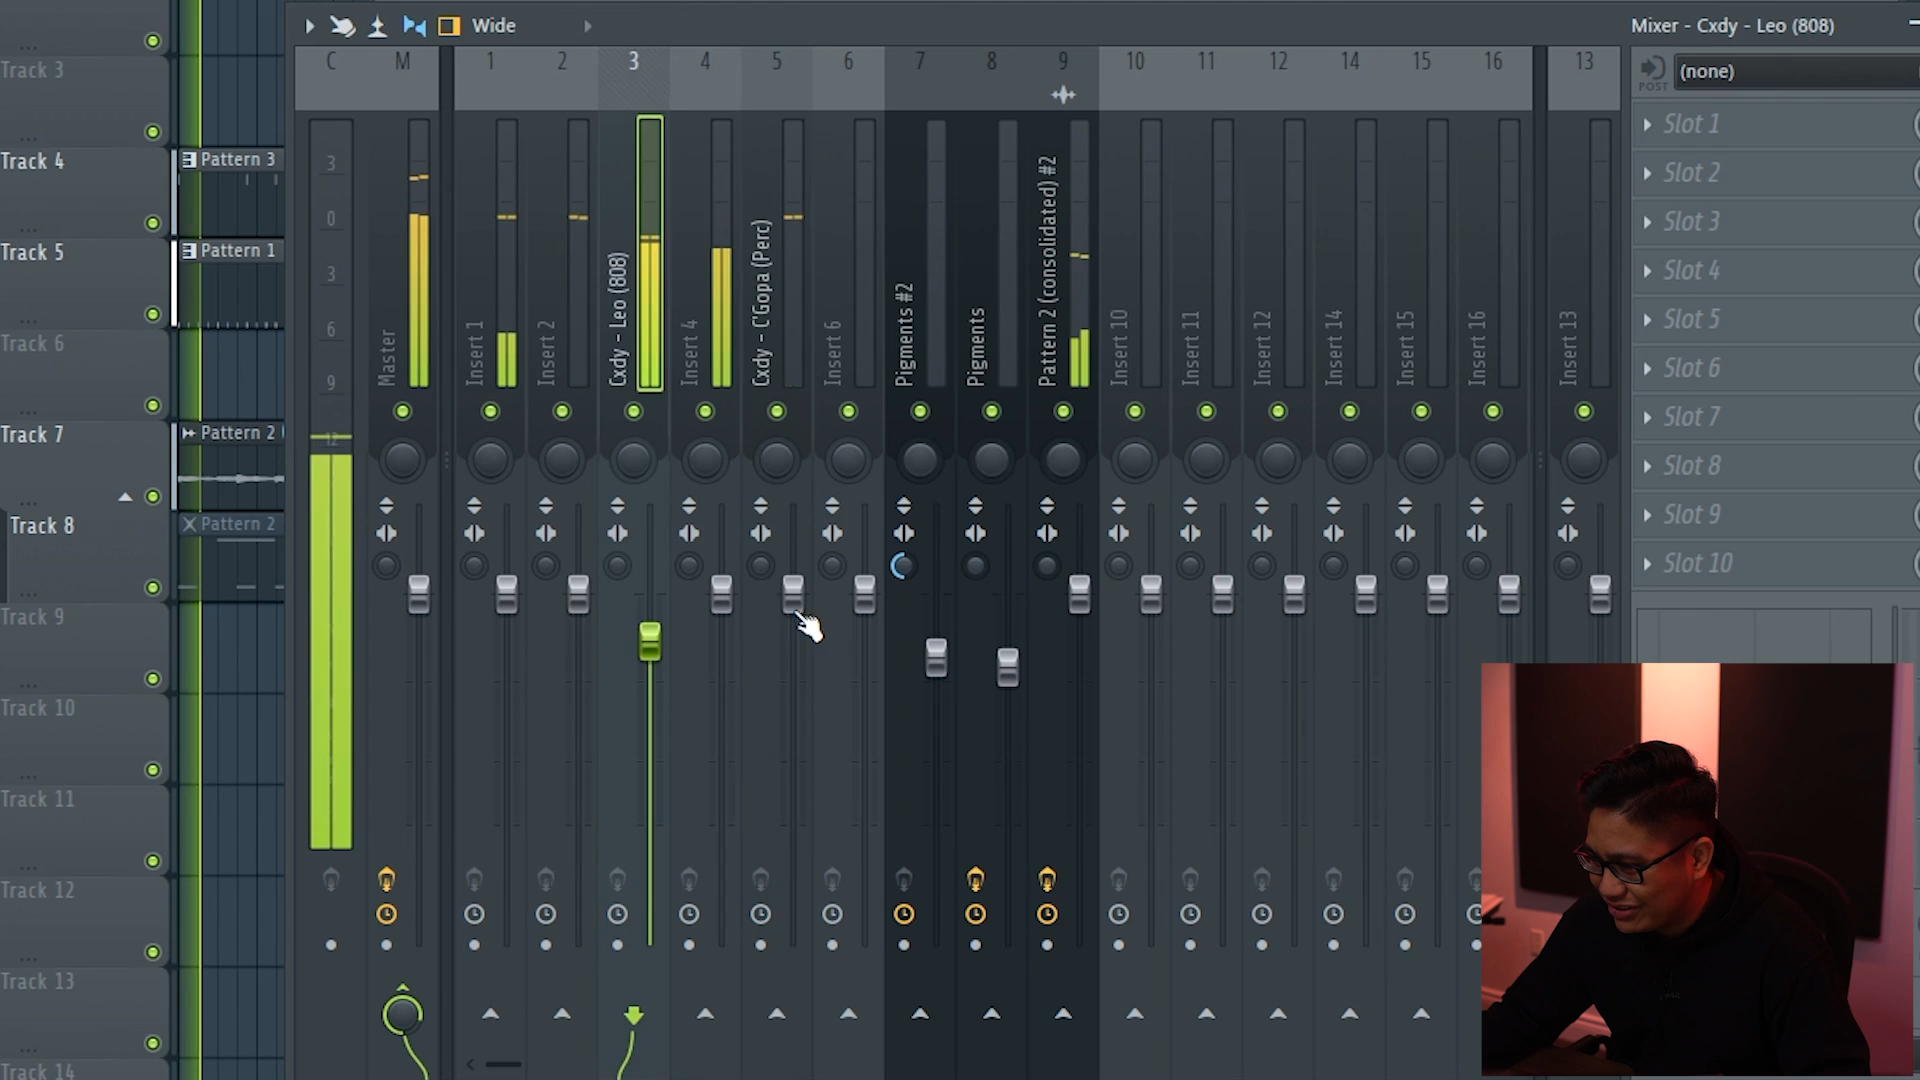 Wide
Mixer - Cxdy - Leo (808)
C M 1 2 3 4 5 6 7 8 9 10 11 12 14 15 16 13
POST
(none)
3
0
3
6
9
12
Master
Insert 1
Insert 2
Cxdy - Leo (808)
Insert 4
Cxdy - C'Gopa (Perc)
Insert 6
Pigments #2
Pigments
Pattern 2 (consolidated) #2
Insert 10
Insert 11
Insert 12
Insert 14
Insert 15
Insert 16
Insert 13
Slot 1
Slot 2
Slot 3
Slot 4
Slot 5
Slot 6
Slot 7
Slot 8
Slot 9
Slot 10
Track 3
Track 4
Pattern 3
Track 5
Pattern 1
Track 6
Track 7
Pattern 2
Track 8
Pattern 2
Track 9
Track 10
Track 11
Track 12
Track 13
Track 14